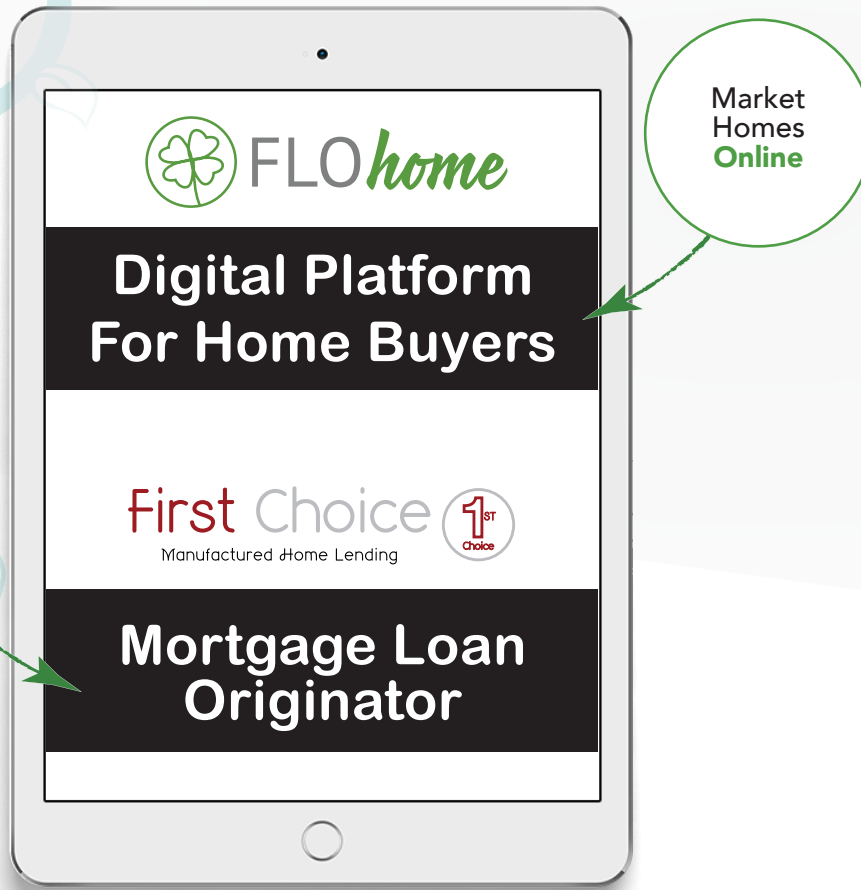 FLOhome
Market
Homes
Online
Digital Platform
For Home Buyers
First Choice
1ST
Choice
Manufactured Home Lending
Mortgage Loan
Originator